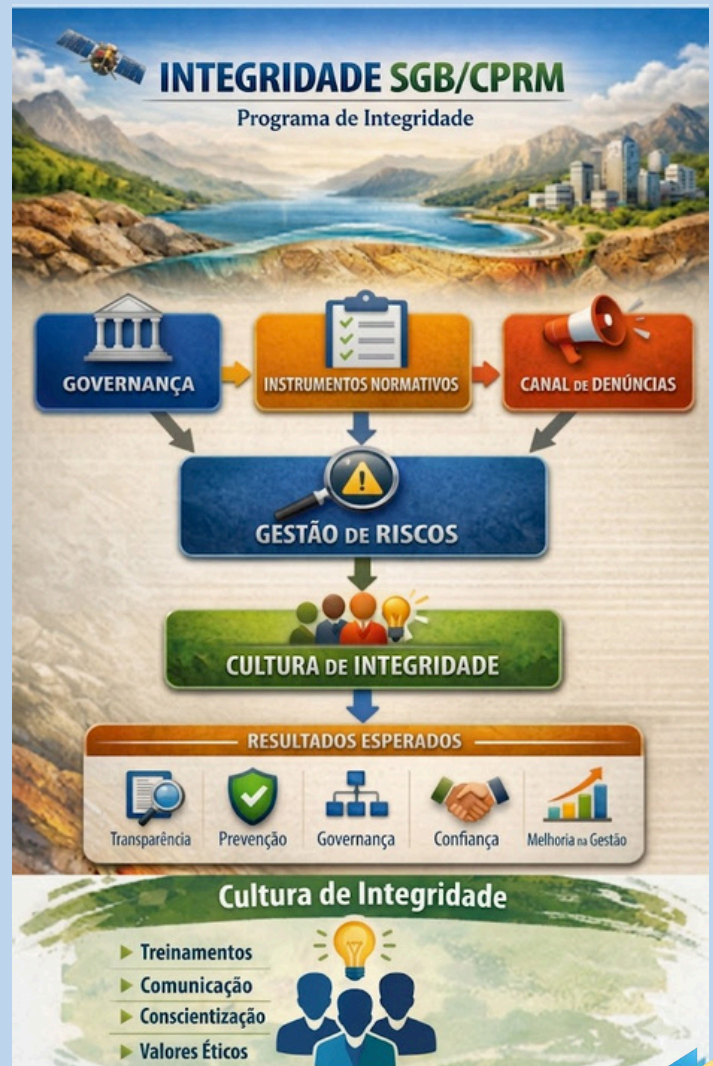 INTEGRIDADE SGB/CPRM
Programa de Integridade
GOVERNANÇA
INSTRUMENTOS NORMATIVOS
CANAL DE DENÚNCIAS
GESTÃO DE RISCOS
CULTURA DE INTEGRIDADE
RESULTADOS ESPERADOS
Transparência
Prevenção
Governança
Confiança
Melhoria na Gestão
Cultura de Integridade
Treinamentos
Comunicação
Conscientização
Valores Éticos